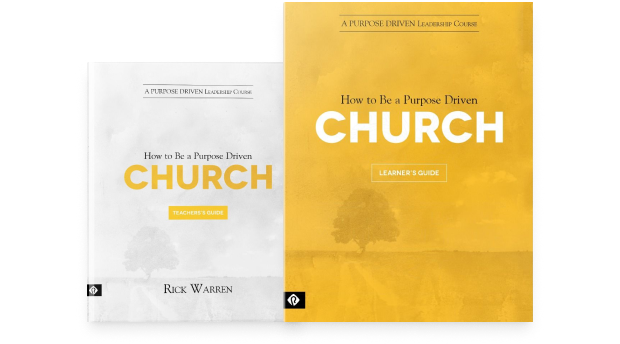 A PURPOSE DRIVEN Leadership Course
How to Be a Purpose Driven
CHURCH
TEACHER'S GUIDE
Rick Warren
A PURPOSE DRIVEN Leadership Course
How to Be a Purpose Driven
CHURCH
LEARNER'S GUIDE